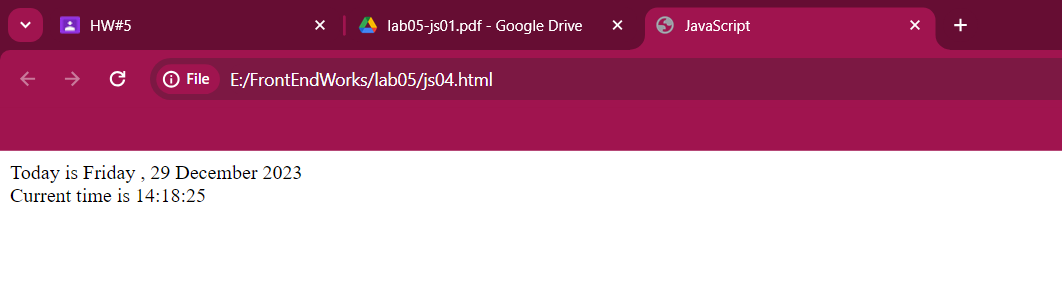 HW#5
lab05-js01.pdf - Google Drive
JavaScript
File
E:/FrontEndWorks/lab05/js04.html
Today is Friday , 29 December 2023
Current time is 14:18:25